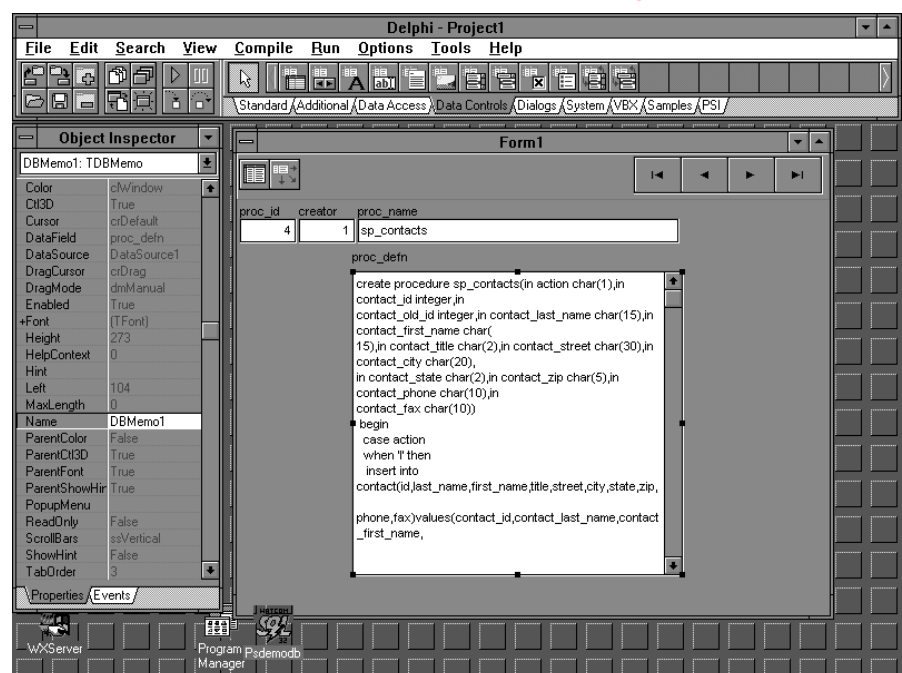 Delphi - Project1
File Edit Search View Compile Run Options Tools Help
Standard Additional Data Access Data Controls Dialogs System VBX Samples PSI
Object Inspector
DBMemo1: TDBMemo
Color clWindow
Ctl3D True
Cursor crDefault
DataField proc_defn
DataSource DataSource1
DragCursor crDrag
DragMode dmManual
Enabled True
+Font (TFont)
Height 273
HelpContext 0
Hint
Left 104
MaxLength 0
Name DBMemo1
ParentColor False
ParentCtl3D True
ParentFont True
ParentShowHir True
PopupMenu
ReadOnly False
ScrollBars ssVertical
ShowHint False
TabOrder 3
Properties Events
Form1
proc_id creator proc_name
4 1 sp_contacts
proc_defn
create procedure sp_contacts(in action char(1),in
contact_id integer,in
contact_old_id integer,in contact_last_name char(15),in
contact_first_name char(
15),in contact_title char(2),in contact_street char(30),in
contact_city char(20),
in contact_state char(2),in contact_zip char(5),in
contact_phone char(10),in
contact_fax char(10))
begin
case action
when 'I' then
insert into
contact(id,last_name,first_name,title,street,city,state,zip,
phone,fax)values(contact_id,contact_last_name,contact
_first_name,
WATCOM
SQL
32
WXServer
Program
Manager
Psdemodb